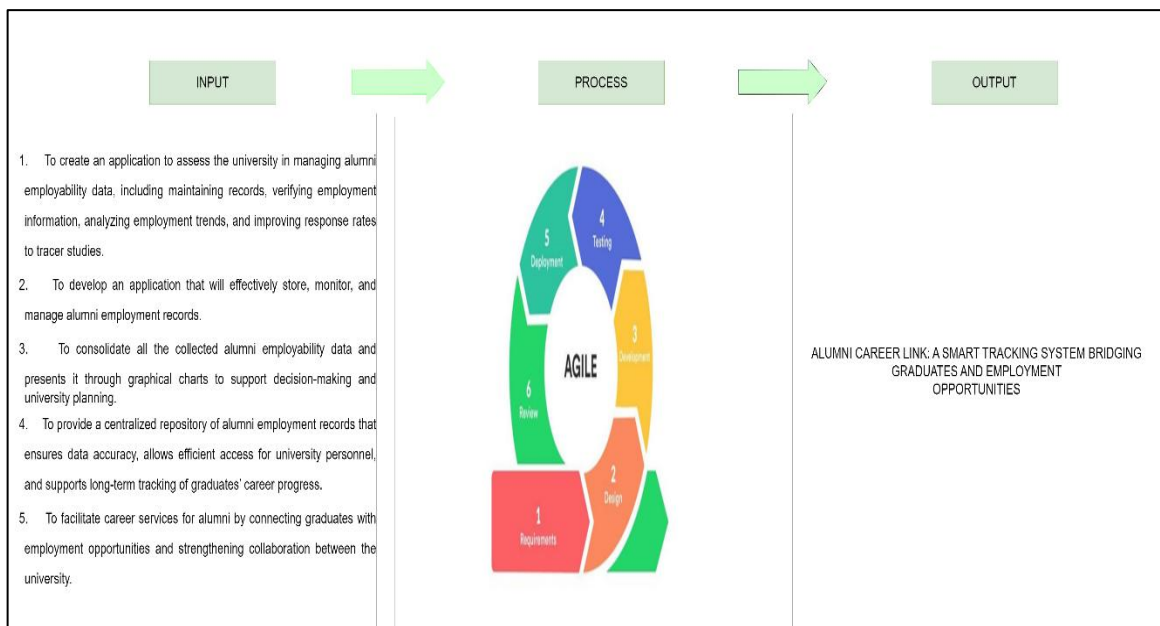 INPUT
PROCESS
OUTPUT
1. To create an application to assess the university in managing alumni
employability data, including maintaining records, verifying employment
information, analyzing employment trends, and improving response rates
to tracer studies.
2. To develop an application that will effectively store, monitor, and
manage alumni employment records.
3. To consolidate all the collected alumni employability data and
presents it through graphical charts to support decision-making and
university planning.
4. To provide a centralized repository of alumni employment records that
ensures data accuracy, allows efficient access for university personnel,
and supports long-term tracking of graduates' career progress.
5. To facilitate career services for alumni by connecting graduates with
employment opportunities and strengthening collaboration between the
university.
AGILE
1
Requirements
2
Design
3
Development
4
Testing
5
Deployment
6
Review
ALUMNI CAREER LINK: A SMART TRACKING SYSTEM BRIDGING
GRADUATES AND EMPLOYMENT
OPPORTUNITIES